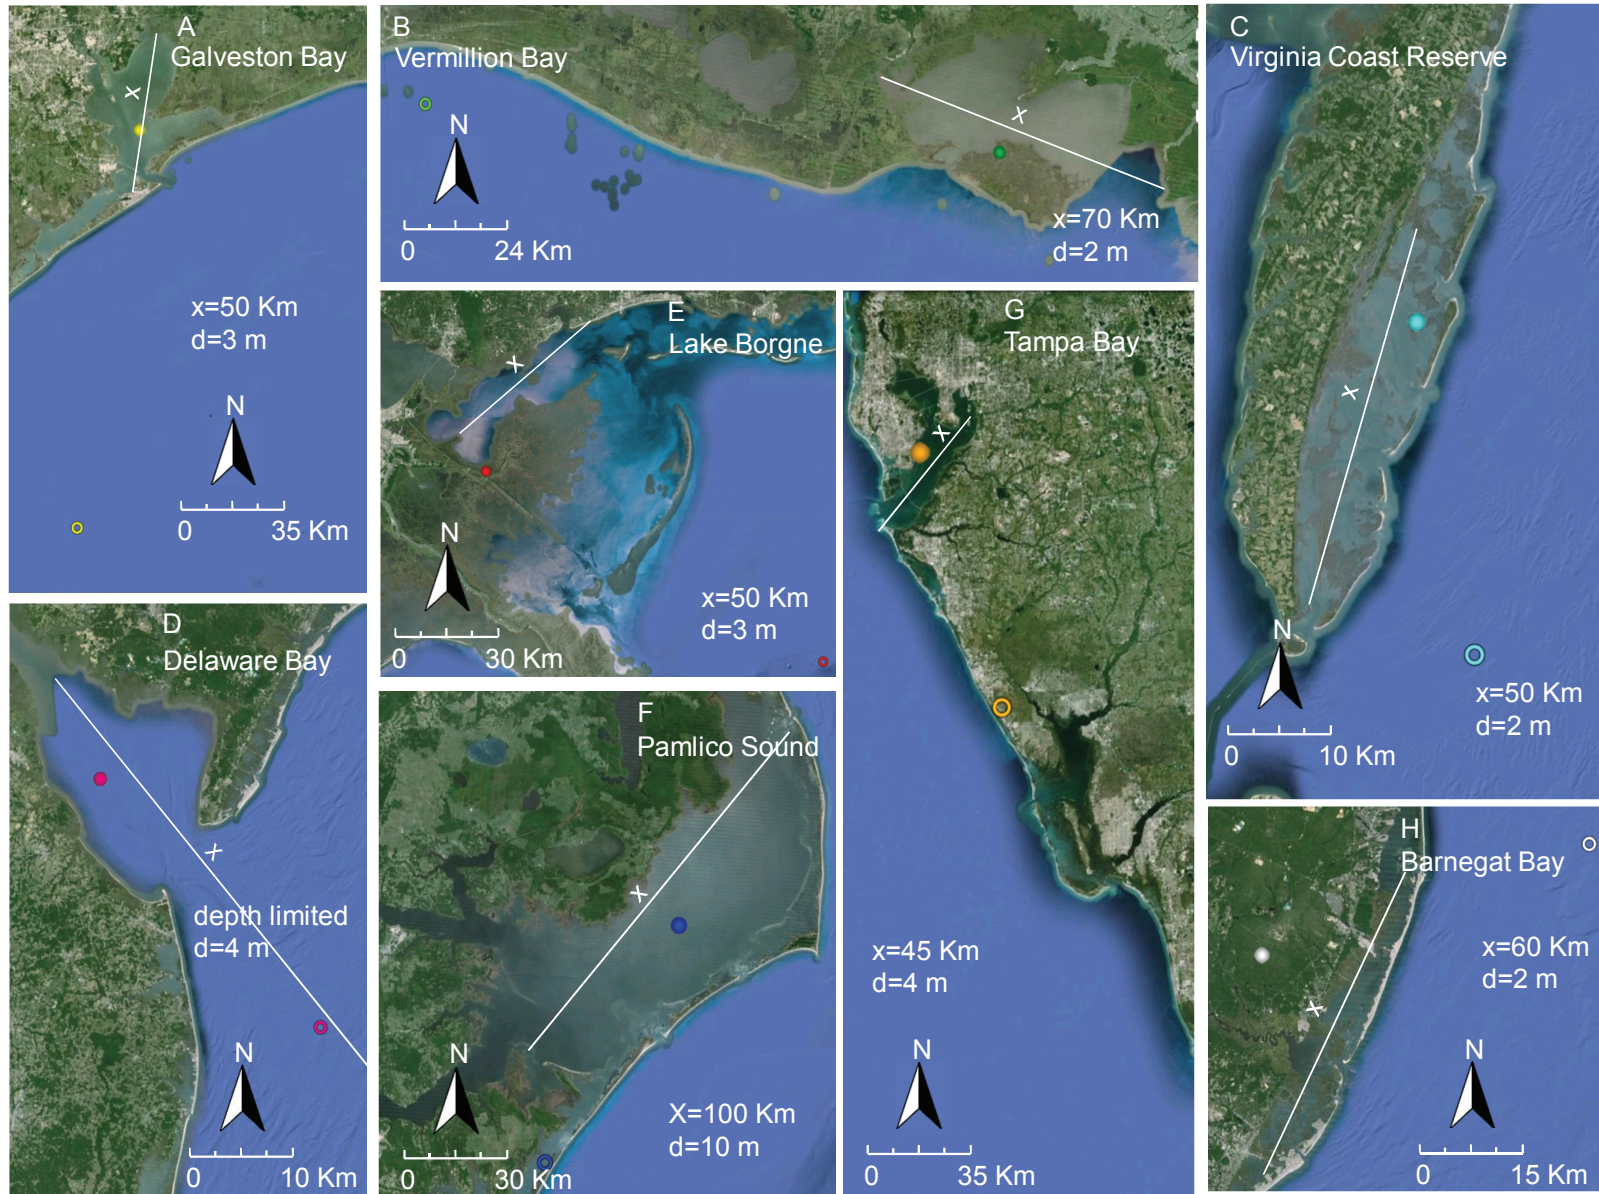 A
Galveston Bay
x
x=50 Km
d=3 m
N
0 35 Km
B
Vermillion Bay
N
0 24 Km
x
x=70 Km
d=2 m
C
Virginia Coast Reserve
x
N
0 10 Km
x=50 Km
d=2 m
D
Delaware Bay
x
depth limited
d=4 m
N
0 10 Km
E
Lake Borgne
x
N
0 30 Km
x=50 Km
d=3 m
F
Pamlico Sound
x
N
0 30 Km
X=100 Km
d=10 m
G
Tampa Bay
x
x=45 Km
d=4 m
N
0 35 Km
H
Barnegat Bay
x
x=60 Km
d=2 m
N
0 15 Km